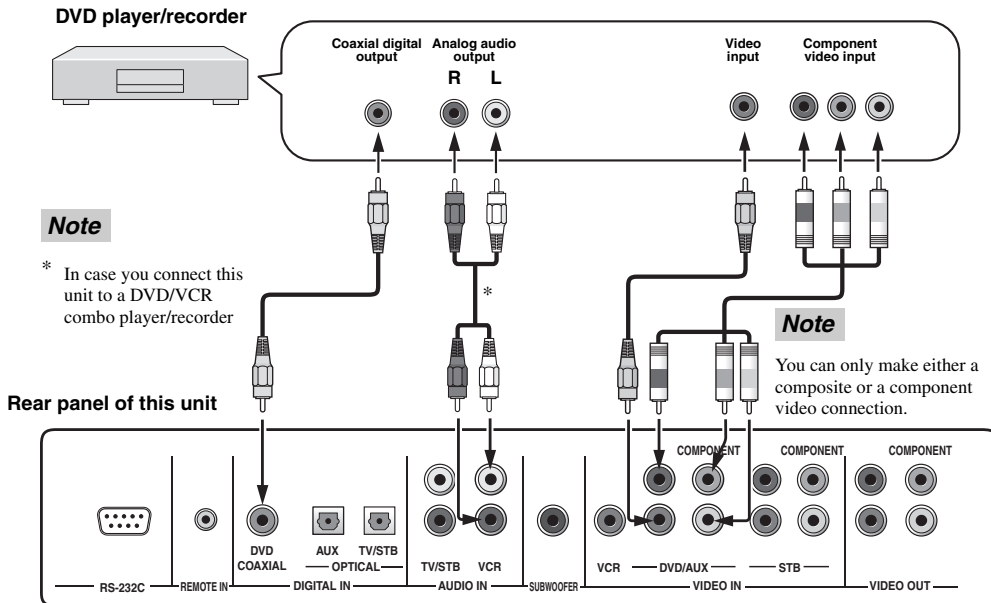 DVD player/recorder
Coaxial digital
output
Analog audio
output
R L
Video
input
Component
video input
Note
* In case you connect this
unit to a DVD/VCR
combo player/recorder
*
Note
You can only make either a
composite or a component
video connection.
Rear panel of this unit
COMPONENT COMPONENT COMPONENT
DVD AUX TV/STB
COAXIAL OPTICAL TV/STB VCR VCR DVD/AUX STB
RS-232C REMOTE IN DIGITAL IN AUDIO IN SUBWOOFER VIDEO IN VIDEO OUT